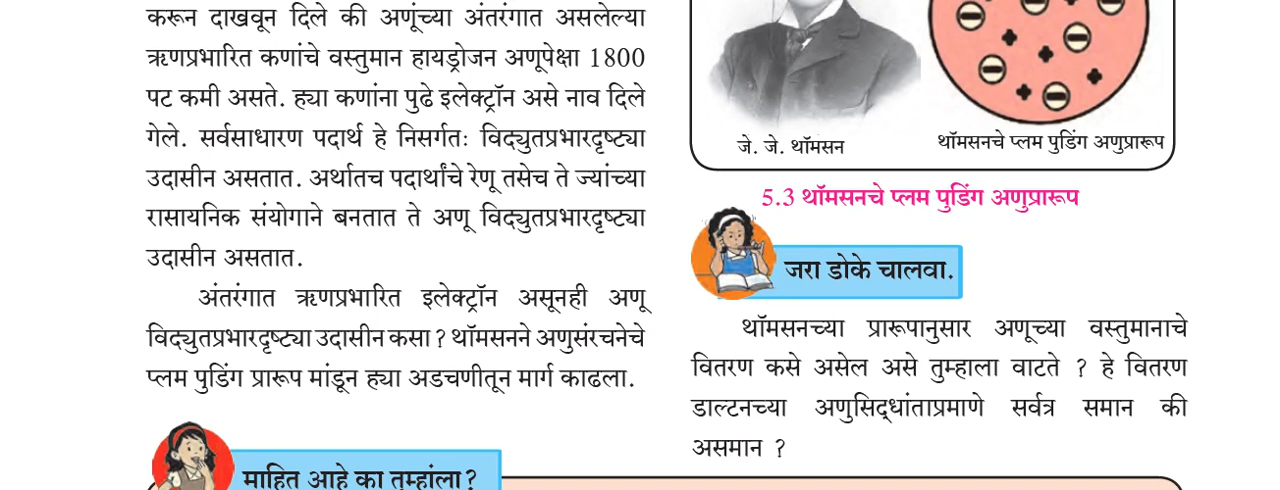 करून दाखवून दिले की अणूंच्या अंतरंगात असलेल्या
ऋणप्रभारित कणांचे वस्तुमान हायड्रोजन अणूपेक्षा 1800
पट कमी असते. ह्या कणांना पुढे इलेक्ट्रॉन असे नाव दिले
गेले. सर्वसाधारण पदार्थ हे निसर्गतः विद्युतप्रभारदृष्ट्या
उदासीन असतात. अर्थातच पदार्थांचे रेणू तसेच ते ज्यांच्या
रासायनिक संयोगाने बनतात ते अणू विद्युतप्रभारदृष्ट्या
उदासीन असतात.
अंतरंगात ऋणप्रभारित इलेक्ट्रॉन असूनही अणू
विद्युतप्रभारदृष्ट्या उदासीन कसा ? थॉमसनने अणुसंरचनेचे
प्लम पुडिंग प्रारूप मांडून ह्या अडचणीतून मार्ग काढला.
माहित आहे का तुम्हांला?
जे. जे. थॉमसन
थॉमसनचे प्लम पुडिंग अणुप्रारूप
5.3 थॉमसनचे प्लम पुडिंग अणुप्रारूप
जरा डोके चालवा.
थॉमसनच्या प्रारूपानुसार अणूच्या वस्तुमानाचे
वितरण कसे असेल असे तुम्हाला वाटते ? हे वितरण
डाल्टनच्या अणुसिद्धांताप्रमाणे सर्वत्र समान की
असमान ?